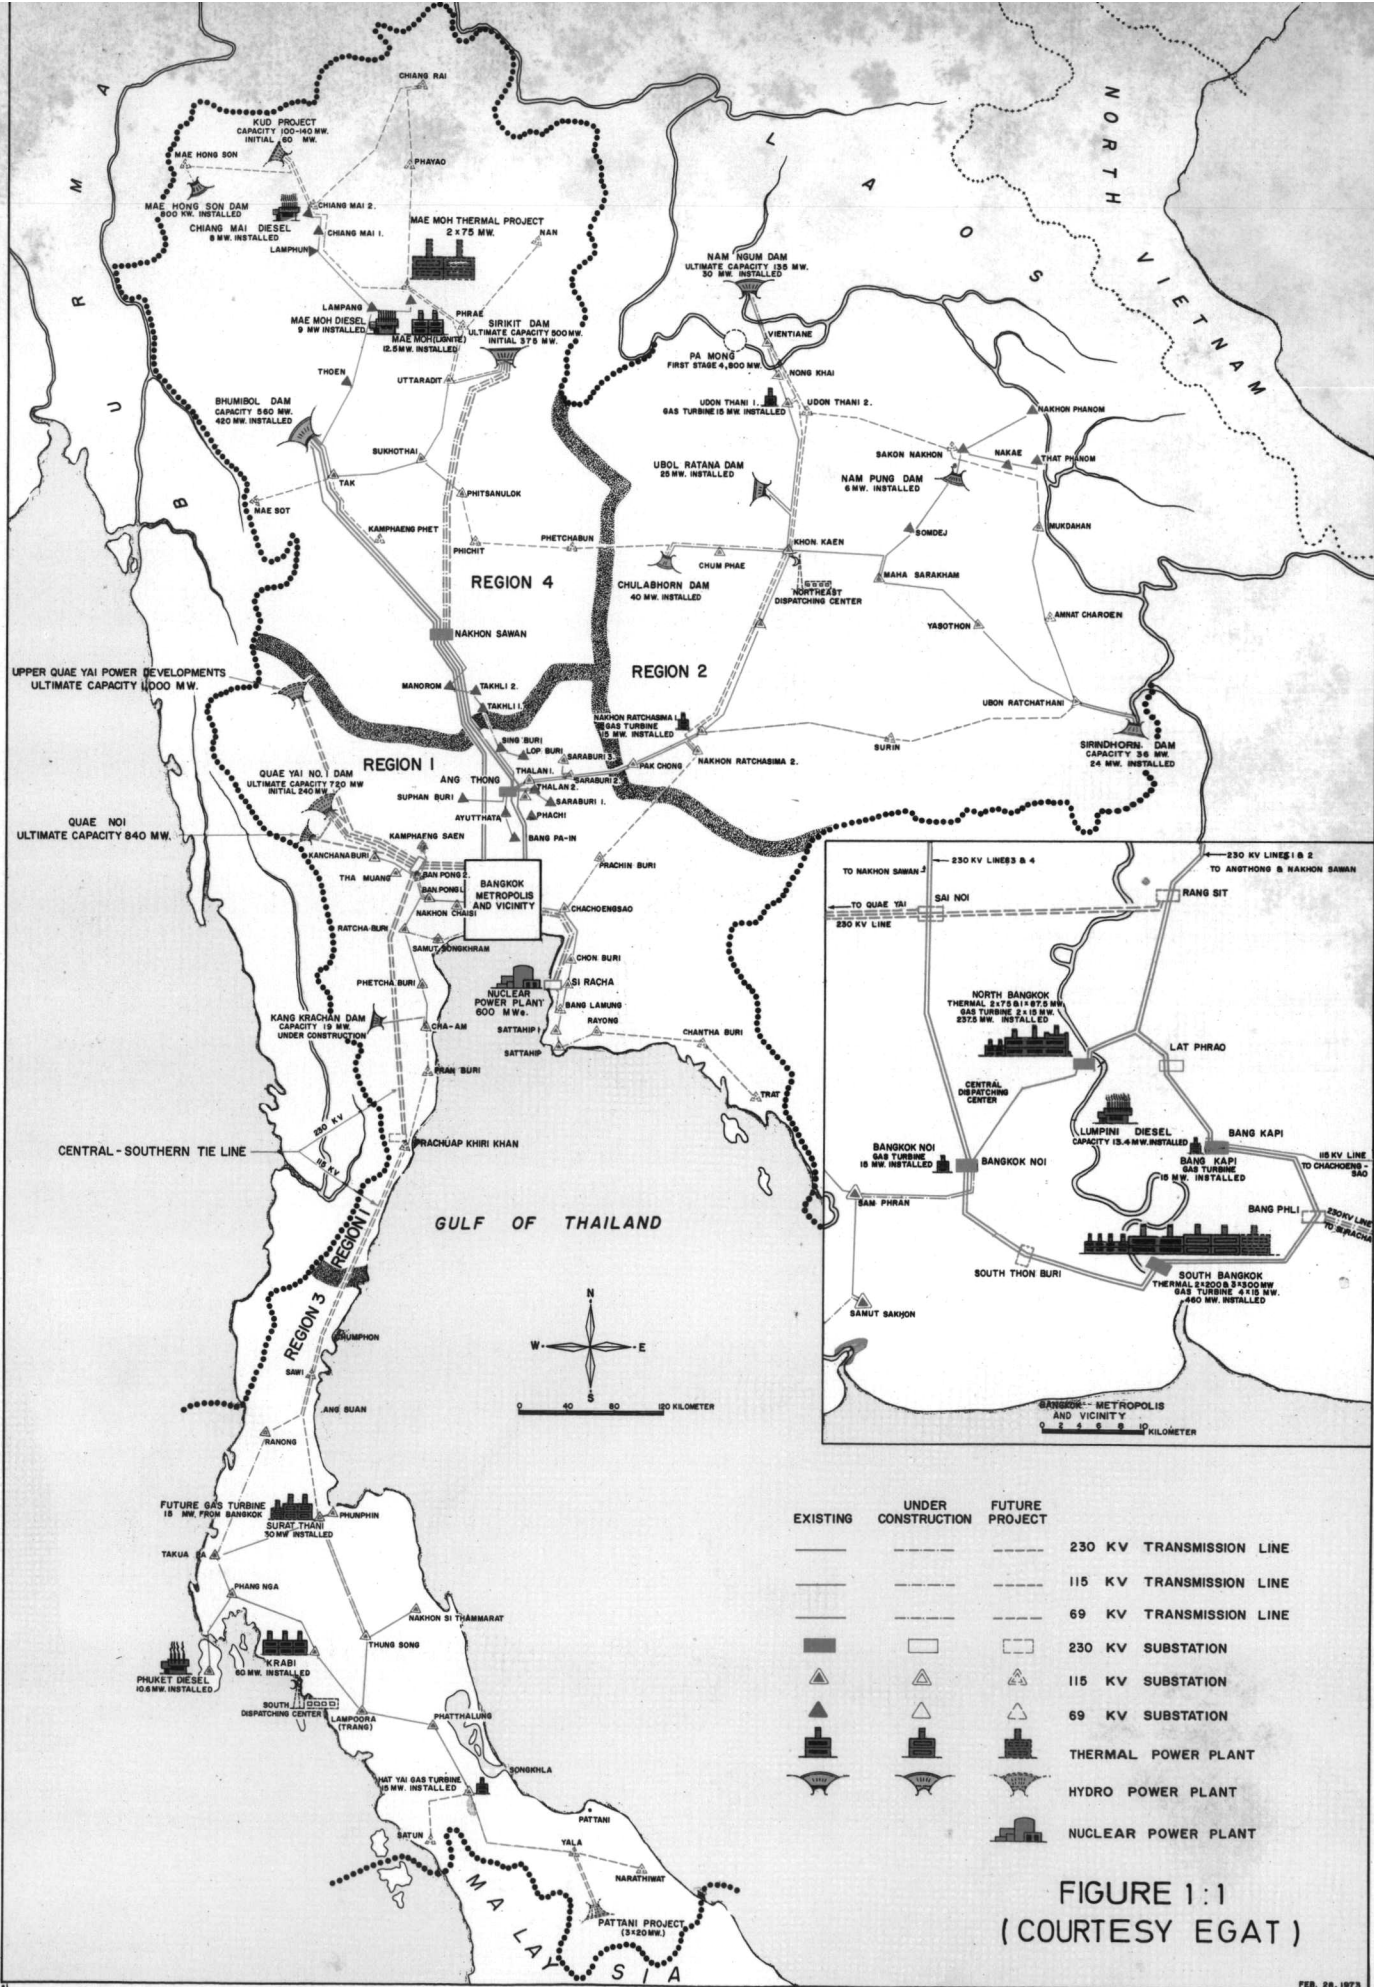 CHIANG RAI
KUD PROJECT
CAPACITY 100-140 MW.
INITIAL 60 MW.
MAE HONG SON
PHAYAO
MAE HONG SON DAM
800 KW. INSTALLED
CHIANG MAI 2.
CHIANG MAI DIESEL
8 MW. INSTALLED
CHIANG MAI 1.
LAMPHUN
MAE MOH THERMAL PROJECT
2 x 75 MW.
NAN
BURMA
LAOS
NORTH VIETNAM
NAM NGUM DAM
ULTIMATE CAPACITY 135 MW.
30 MW. INSTALLED
LAMPANG
MAE MOH DIESEL
9 MW INSTALLED
MAE MOH (LIGNITE)
12.5 MW. INSTALLED
PHRAE
SIRIKIT DAM
ULTIMATE CAPACITY 500 MW.
INITIAL 375 MW.
VIENTIANE
PA MONG
FIRST STAGE 4,800 MW.
NONG KHAI
THOEN
UTTARADIT
UDON THANI 1.
GAS TURBINE 15 MW. INSTALLED
UDON THANI 2.
BHUMIBOL DAM
CAPACITY 560 MW.
420 MW. INSTALLED
NAKHON PHANOM
SUKHOTHAI
SAKON NAKHON
NAKAE
THAT PHANOM
UBOL RATANA DAM
25 MW. INSTALLED
NAM PUNG DAM
6 MW. INSTALLED
TAK
MAE SOT
PHITSANULOK
KAMPHAENG PHET
PHICHIT
PHETCHABUN
KHON KAEN
SOMDEJ
MUKDAHAN
CHUM PHAE
MAHA SARAKHAM
CHULABHORN DAM
40 MW. INSTALLED
NORTHEAST
DISPATCHING CENTER
REGION 4
AMNAT CHAROEN
YASOTHON
NAKHON SAWAN
UPPER QUAE YAI POWER DEVELOPMENTS
ULTIMATE CAPACITY 1,000 MW.
REGION 2
MANOROM
TAKHLI 2.
TAKHLI 1.
UBON RATCHATHANI
NAKHON RATCHASIMA 1.
GAS TURBINE
15 MW. INSTALLED
SING BURI
LOP BURI
SARABURI 3.
SURIN
SIRINDHORN DAM
CAPACITY 36 MW.
24 MW. INSTALLED
REGION 1
PAK CHONG
NAKHON RATCHASIMA 2.
QUAE YAI NO. 1 DAM
ULTIMATE CAPACITY 720 MW
INITIAL 240 MW.
ANG THONG
THALAN 1.
SARABURI 2.
THALAN 2.
SUPHAN BURI
SARABURI 1.
AYUTTHATA
PHACHI
QUAE NOI
ULTIMATE CAPACITY 840 MW.
BANG PA-IN
KAMPHAENG SAEN
KANCHANABURI
THA MUANG
PRACHIN BURI
BAN PONG 2.
BAN PONG 1.
BANGKOK
METROPOLIS
AND VICINITY
NAKHON CHAISI
CHACHOENGSAO
RATCHA BURI
SAMUT SONGKHRAM
CHON BURI
PHETCHA BURI
NUCLEAR
POWER PLANT
600 MWe.
SI RACHA
BANG LAMUNG
KANG KRACHAN DAM
CAPACITY 19 MW.
UNDER CONSTRUCTION
CHA-AM
SATTAHIP 1
RAYONG
CHANTHA BURI
SATTAHIP
PRAN BURI
TRAT
230 KV
115 KV
PRACHUAP KHIRI KHAN
CENTRAL-SOUTHERN TIE LINE
GULF OF THAILAND
REGION 1
REGION 3
CHUMPHON
SAWI
N
W
E
S
0 40 80 120 KILOMETER
LANG SUAN
RANONG
FUTURE GAS TURBINE
15 MW. FROM BANGKOK
SURAT THANI
30 MW INSTALLED
PHUNPHIN
TAKUA PA
PHANG NGA
NAKHON SI THAMMARAT
THUNG SONG
PHUKET DIESEL
10.6 MW. INSTALLED
KRABI
60 MW. INSTALLED
SOUTH
DISPATCHING CENTER
LAMPOORA
(TRANG)
PHATTHALUNG
HAT YAI GAS TURBINE
15 MW. INSTALLED
SONGKHLA
PATTANI
SATUN
YALA
NARATHIWAT
PATTANI PROJECT
(3x20 MW.)
MALAYSIA
230 KV LINES 3 & 4
TO NAKHON SAWAN
230 KV LINES 1 & 2
TO ANGTHONG & NAKHON SAWAN
RANG SIT
TO QUAE YAI
230 KV LINE
SAI NOI
NORTH BANGKOK
THERMAL 2x75 & 1x87.5 MW
GAS TURBINE 2 x 15 MW.
237.5 MW. INSTALLED
LAT PHRAO
CENTRAL
DISPATCHING
CENTER
LUMPINI DIESEL
CAPACITY 13.4 MW. INSTALLED
BANG KAPI
BANGKOK NOI
GAS TURBINE
15 MW. INSTALLED
BANGKOK NOI
BANG KAPI
GAS TURBINE
15 MW. INSTALLED
115 KV LINE
TO CHACHOENG-
SAO
SAM PHRAN
BANG PHLI
230 KV LINE
TO SI RACHA
SOUTH THON BURI
SOUTH BANGKOK
THERMAL 2x200 & 3x300 MW
GAS TURBINE 4 x 15 MW.
460 MW. INSTALLED
SAMUT SAKHON
BANGKOK METROPOLIS
AND VICINITY
0 2 4 6 8 10 KILOMETER
EXISTING
UNDER CONSTRUCTION
FUTURE PROJECT
230 KV TRANSMISSION LINE
115 KV TRANSMISSION LINE
69 KV TRANSMISSION LINE
230 KV SUBSTATION
115 KV SUBSTATION
69 KV SUBSTATION
THERMAL POWER PLANT
HYDRO POWER PLANT
NUCLEAR POWER PLANT
FIGURE 1:1
(COURTESY EGAT)
FEB. 28, 1973